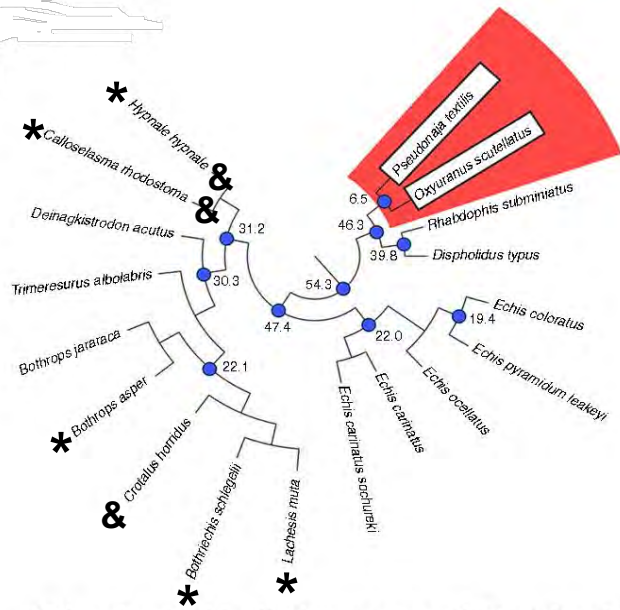 *
Hypnale hypnale
&
*
Calloselasma rhodostoma
&
Deinagkistrodon acutus
Trimeresurus albolabris
Bothrops jararaca
Bothrops asper
*
Crotalus horridus
&
Bothriechis schlegelii
*
Lachesis muta
*
Echis carinatus sochureki
Echis carinatus
Echis ocellatus
Echis pyramidum leakeyi
Echis coloratus
Dispholidus typus
Rhabdophis subminiatus
Oxyuranus scutellatus
Pseudonaja textilis
6.5
46.3
39.8
54.3
47.4
31.2
30.3
22.1
22.0
19.4